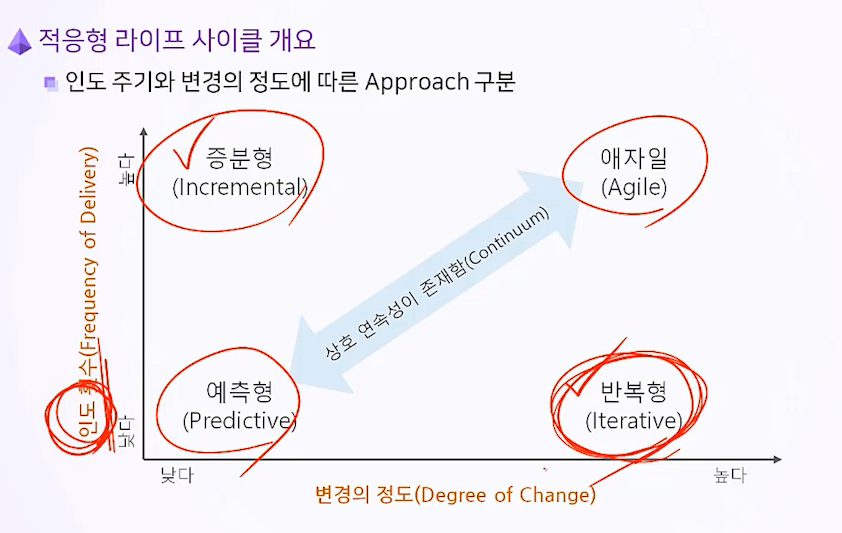 적응형 라이프 사이클 개요
인도 주기와 변경의 정도에 따른 Approach 구분
증분형
(Incremental)
애자일
(Agile)
높다
인도 횟수(Frequency of Delivery)
상호 연속성이 존재함(Continuum)
예측형
(Predictive)
반복형
(Iterative)
낮다
낮다
높다
변경의 정도(Degree of Change)